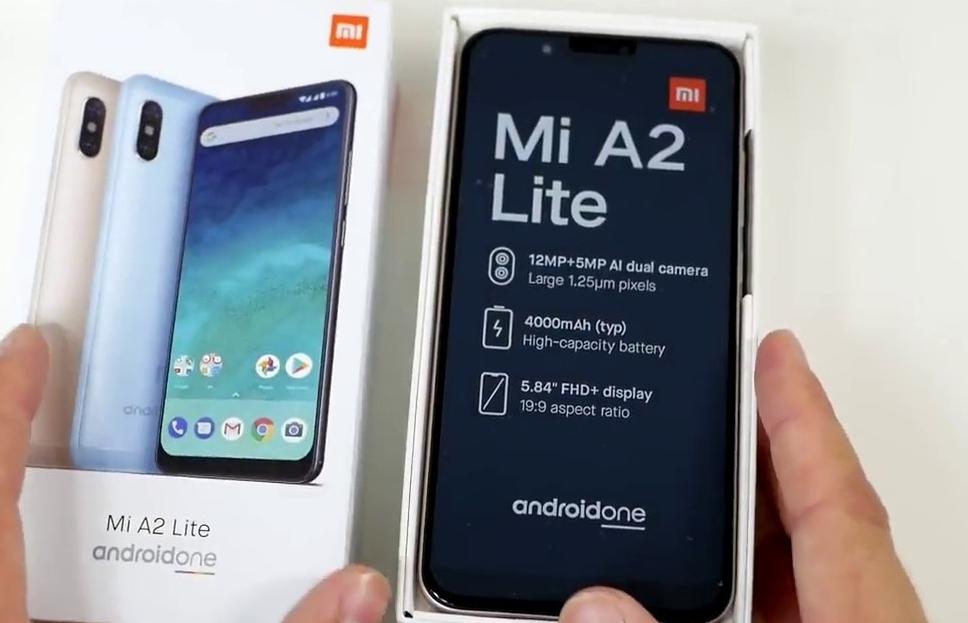 mi
Mi A2 Lite
androidone
mi
Mi A2
Lite
12MP+5MP AI dual camera
Large 1.25μm pixels
4000mAh (typ)
High-capacity battery
5.84" FHD+ display
19:9 aspect ratio
androidone